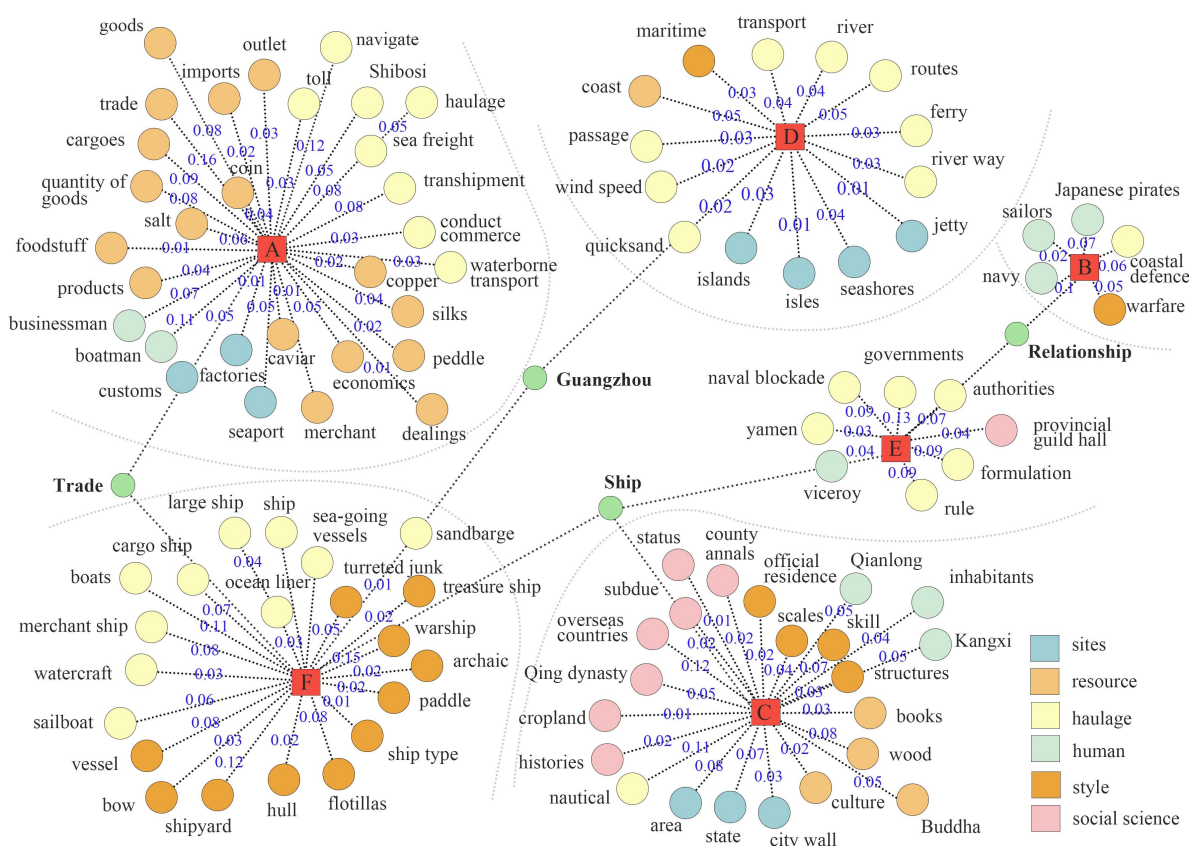 goods
outlet
navigate
imports
toll
Shibosi
haulage
trade
sea freight
cargoes
coin
transhipment
quantity of
goods
salt
conduct
commerce
foodstuff
A
waterborne
transport
products
copper
silks
businessman
boatman
peddle
customs
factories
caviar
economics
seaport
merchant
dealings
0.08
0.03
0.12
0.05
0.16
0.02
0.05
0.09
0.03
0.08
0.08
0.04
0.08
0.01
0.06
0.03
0.04
0.02
0.03
0.07
0.01
0.01
0.04
0.11
0.05
0.05
0.05
0.02
0.01
maritime
transport
river
routes
coast
ferry
passage
D
river way
wind speed
jetty
quicksand
islands
isles
seashores
0.03
0.04
0.04
0.05
0.05
0.03
0.03
0.02
0.03
0.02
0.03
0.01
0.04
0.01
Japanese pirates
sailors
coastal
defence
navy
B
warfare
0.07
0.02
0.06
0.1
0.05
Relationship
Guangzhou
Trade
Ship
governments
naval blockade
authorities
yamen
provincial
guild hall
E
formulation
viceroy
rule
0.09
0.13
0.07
0.03
0.04
0.04
0.09
0.09
large ship
ship
sea-going
vessels
sandbarge
cargo ship
boats
ocean liner
turreted junk
treasure ship
merchant ship
warship
watercraft
archaic
F
paddle
sailboat
ship type
vessel
bow
shipyard
hull
flotillas
0.04
0.01
0.07
0.02
0.11
0.05
0.03
0.08
0.15
0.03
0.02
0.02
0.06
0.01
0.08
0.08
0.03
0.02
0.12
status
county
annals
official
residence
Qianlong
inhabitants
subdue
scales
skill
overseas
countries
Kangxi
Qing dynasty
structures
cropland
C
books
histories
wood
nautical
culture
Buddha
area
state
city wall
0.05
0.01
0.02
0.02
0.04
0.02
0.12
0.04
0.07
0.05
0.05
0.03
0.01
0.03
0.02
0.11
0.08
0.08
0.07
0.02
0.03
0.05
sites
resource
haulage
human
style
social science